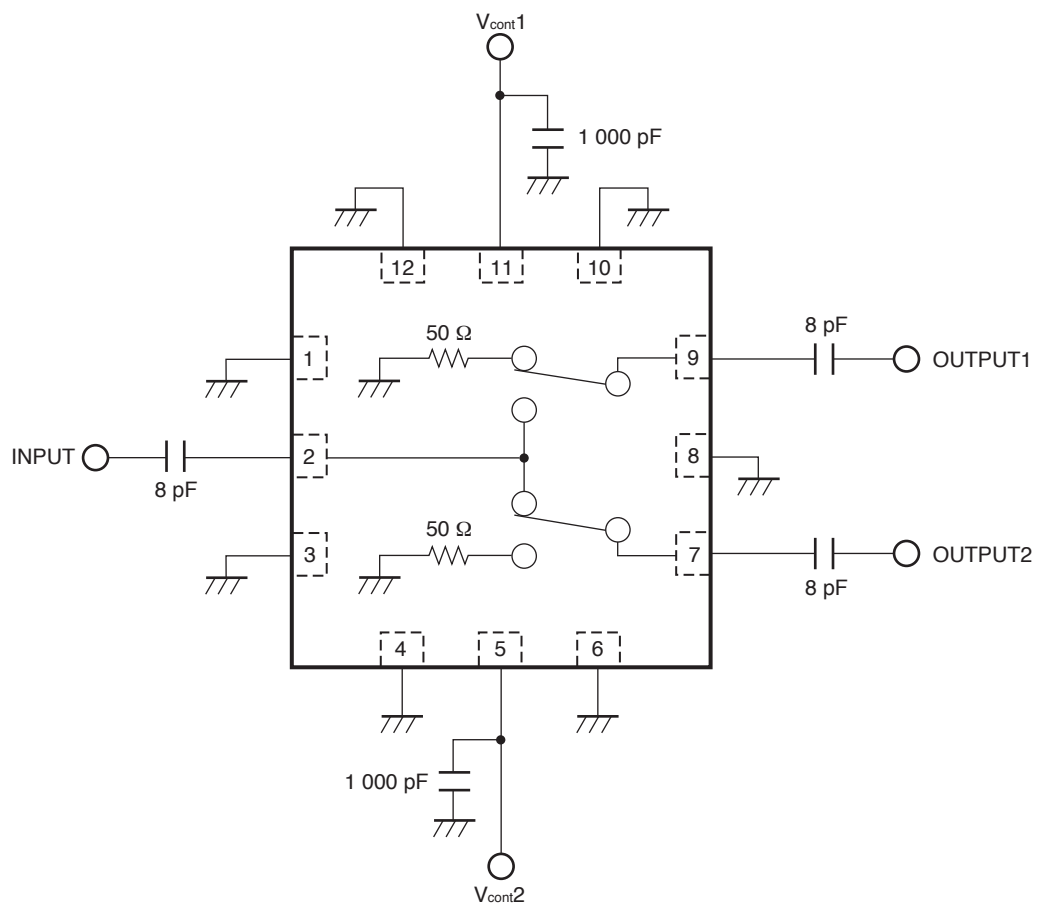 Vcont1
1 000 pF
12
11
10
50 Ω
8 pF
1
9
OUTPUT1
INPUT
2
8
8 pF
50 Ω
3
7
OUTPUT2
8 pF
4
5
6
1 000 pF
Vcont2